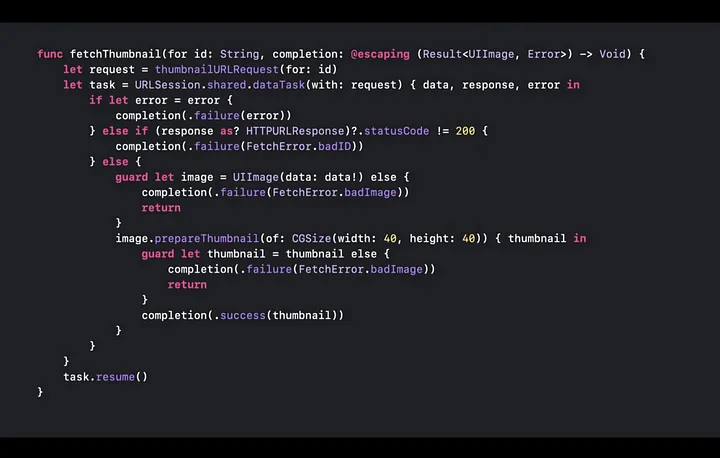 func fetchThumbnail(for id: String, completion: @escaping (Result<UIImage, Error>) -> Void) {
    let request = thumbnailURLRequest(for: id)
    let task = URLSession.shared.dataTask(with: request) { data, response, error in
        if let error = error {
            completion(.failure(error))
        } else if (response as? HTTPURLResponse)?.statusCode != 200 {
            completion(.failure(FetchError.badID))
        } else {
            guard let image = UIImage(data: data!) else {
                completion(.failure(FetchError.badImage))
                return
            }
            image.prepareThumbnail(of: CGSize(width: 40, height: 40)) { thumbnail in
                guard let thumbnail = thumbnail else {
                    completion(.failure(FetchError.badImage))
                    return
                }
                completion(.success(thumbnail))
            }
        }
    }
    task.resume()
}